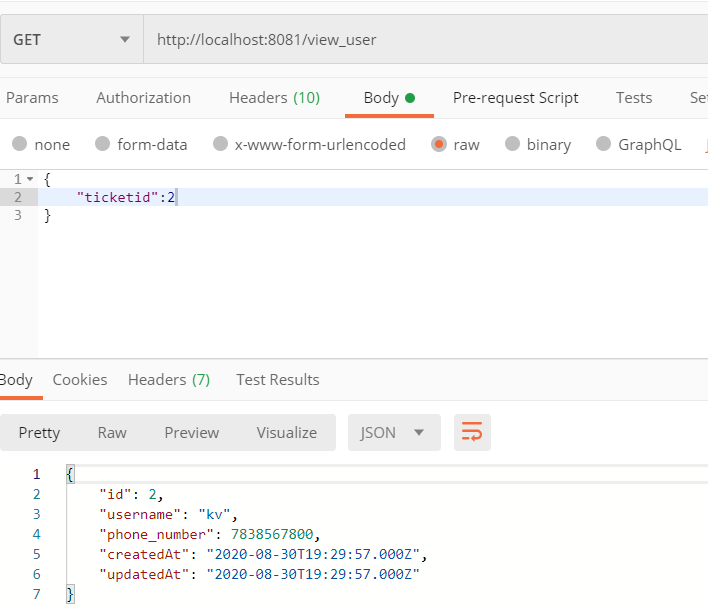 GET http://localhost:8081/view_user
Params Authorization Headers (10) Body Pre-request Script Tests Set
none form-data x-www-form-urlencoded raw binary GraphQL
1 {
2 "ticketid":2
3 }
Body Cookies Headers (7) Test Results
Pretty Raw Preview Visualize JSON
1 {
2 "id": 2,
3 "username": "kv",
4 "phone_number": 7838567800,
5 "createdAt": "2020-08-30T19:29:57.000Z",
6 "updatedAt": "2020-08-30T19:29:57.000Z"
7 }